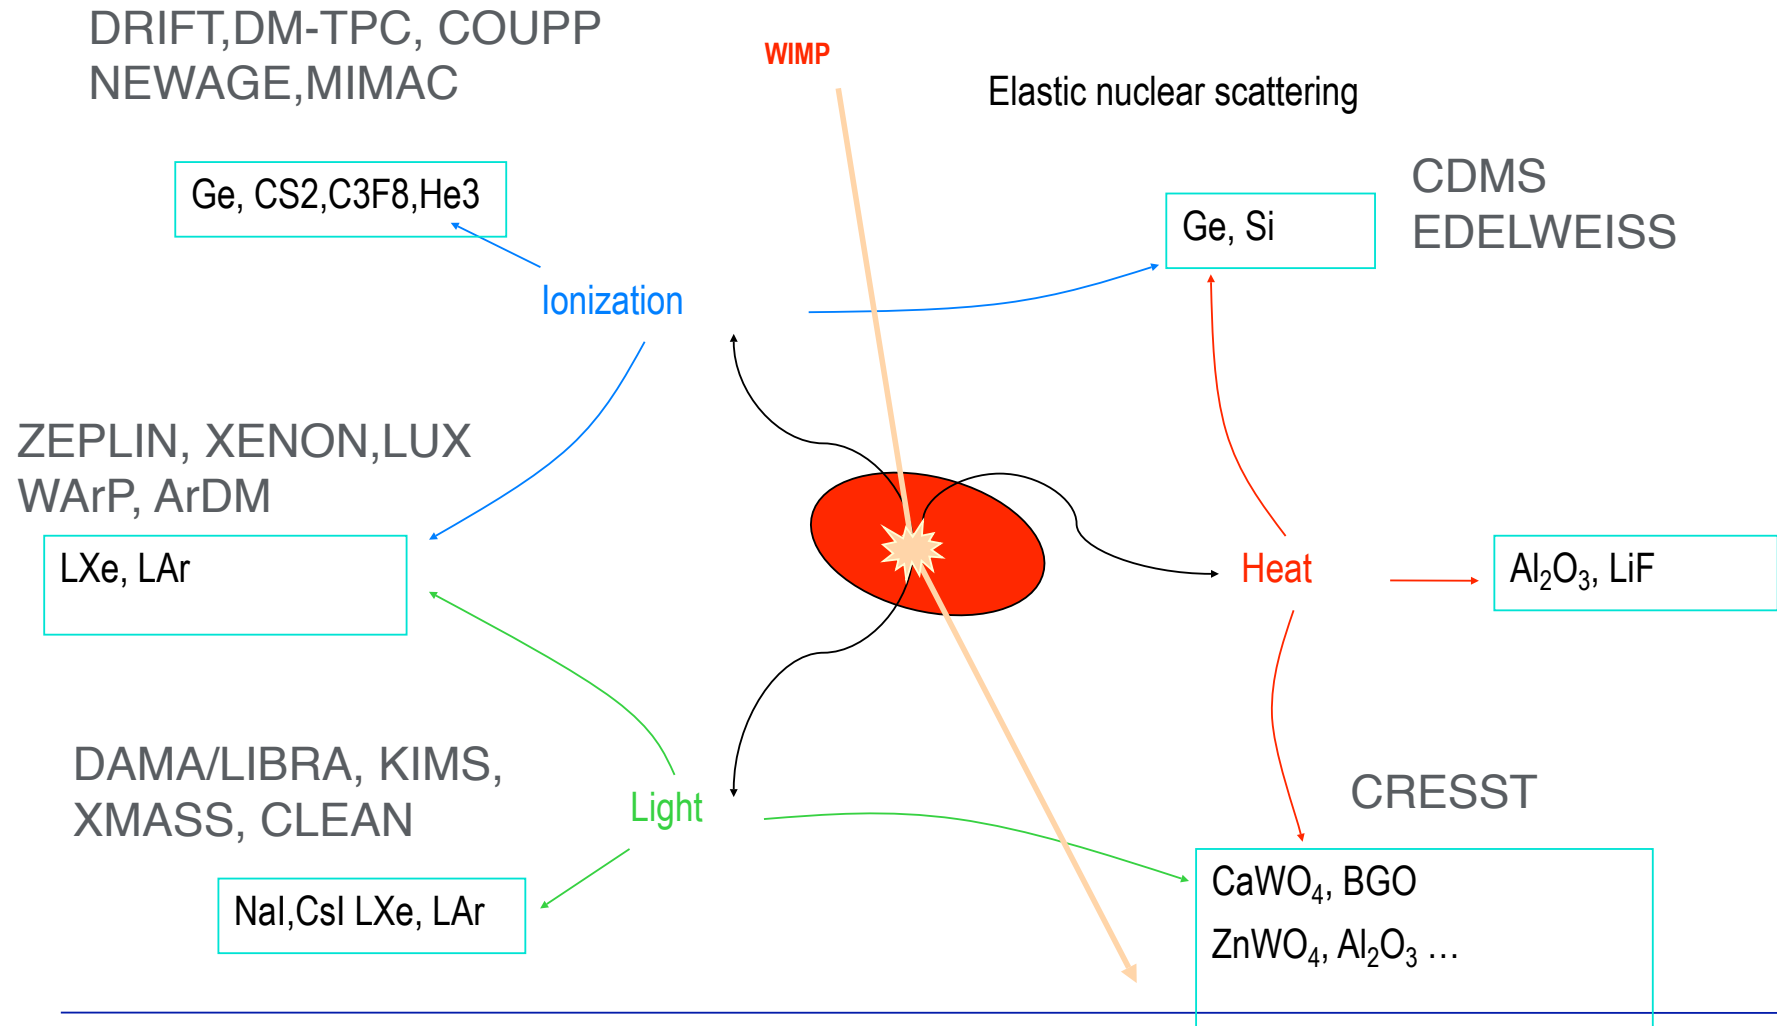 DRIFT,DM-TPC, COUPP
NEWAGE,MIMAC
WIMP
Elastic nuclear scattering
Ge, CS2,C3F8,He3
Ge, Si
CDMS
EDELWEISS
Ionization
ZEPLIN, XENON,LUX
WArP, ArDM
LXe, LAr
Heat
Al₂O₃, LiF
DAMA/LIBRA, KIMS,
XMASS, CLEAN
Light
CRESST
NaI,CsI LXe, LAr
CaWO₄, BGO
ZnWO₄, Al₂O₃ …